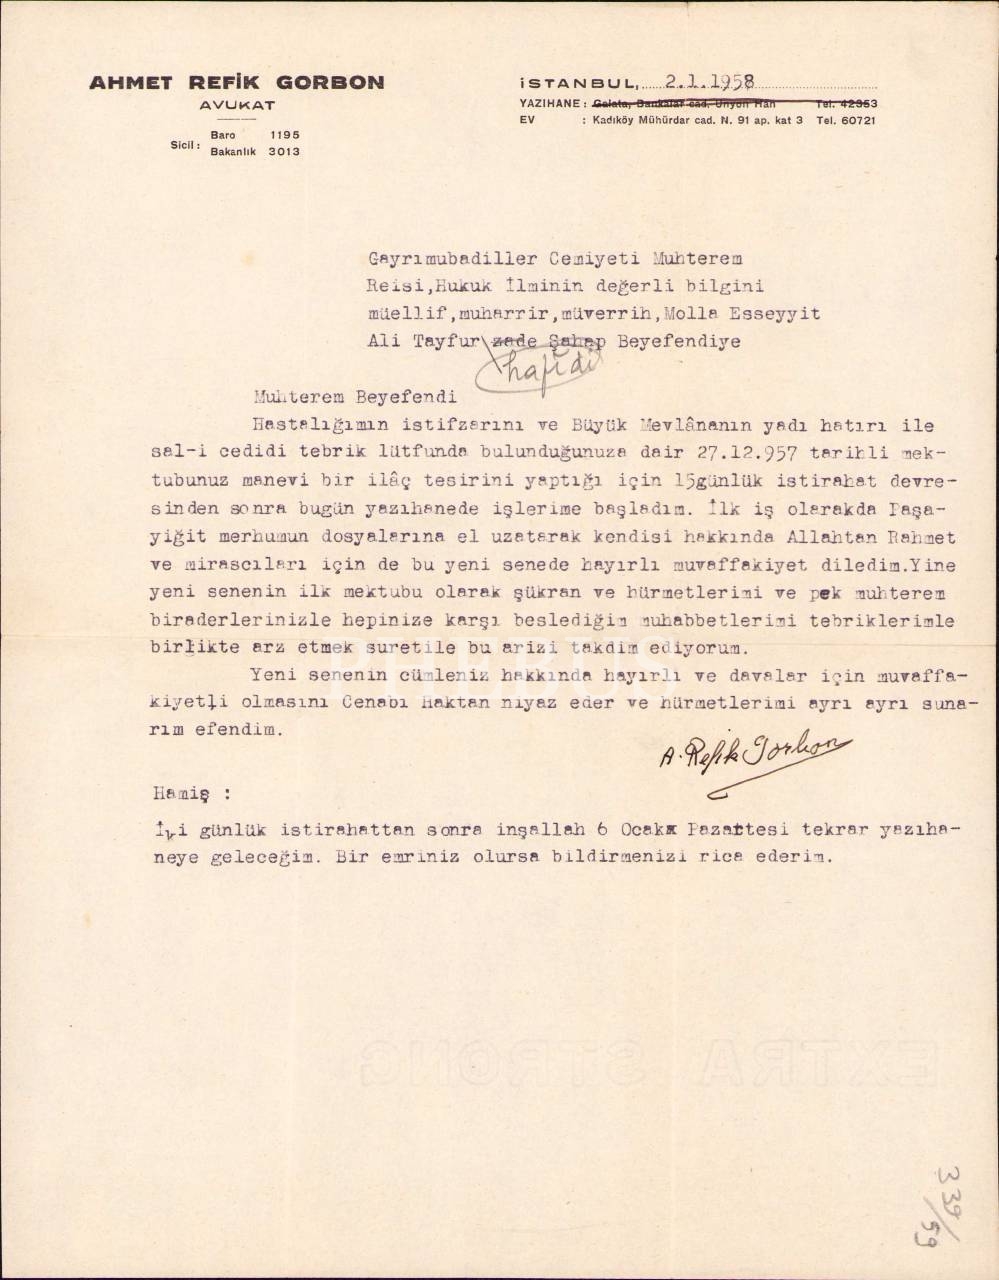 AHMET REFİK GORBON
AVUKAT
Sicil : Baro 1195
Bakanlık 3013
İSTANBUL, 2.1.1958
YAZIHANE : Galata, Bankalar cad. Ünyon Han Tel. 42353
EV : Kadıköy Mühürdar cad. N. 91 ap. kat 3 Tel. 60721
Gayrımubadiller Cemiyeti Muhterem
Reisi,Hukuk İlminin değerli bilgini
müellif,muharrir,müverrih,Molla Esseyyit
Ali Tayfur zade Şahap Beyefendiye
hafidi
Muhterem Beyefendi
Hastalığımın istifzarını ve Büyük Mevlânanın yadı hatırı ile
sal-i cedidi tebrik lütfunda bulunduğunuza dair 27.12.957 tarihli mek-
tubunuz manevi bir ilâç tesirini yaptığı için 15günlük istirahat devre-
sinden sonra bugün yazıhanede işlerime başladım. İlk iş olarakda Paşa-
yiğit merhumun dosyalarına el uzatarak kendisi hakkında Allahtan Rahmet
ve mirascıları için de bu yeni senede hayırlı muvaffakiyet diledim.Yine
yeni senenin ilk mektubu olarak şükran ve hürmetlerimi ve pek muhterem
biraderlerinizle hepinize karşı beslediğim muhabbetlerimi tebriklerimle
birlikte arz etmek suretile bu arizi takdim ediyorum.
PHEBUS
Yeni senenin cümleniz hakkında hayırlı ve davalar için muvaffa-
kiyetli olmasını Cenabı Haktan niyaz eder ve hürmetlerimi ayrı ayrı suna-
rım efendim.
A. Refik Gorbon
Hamiş :
İki günlük istirahattan sonra inşallah 6 Ocak Pazartesi tekrar yazıha-
neye geleceğim. Bir emriniz olursa bildirmenizi rica ederim.
EXTRA STRONG
339/59